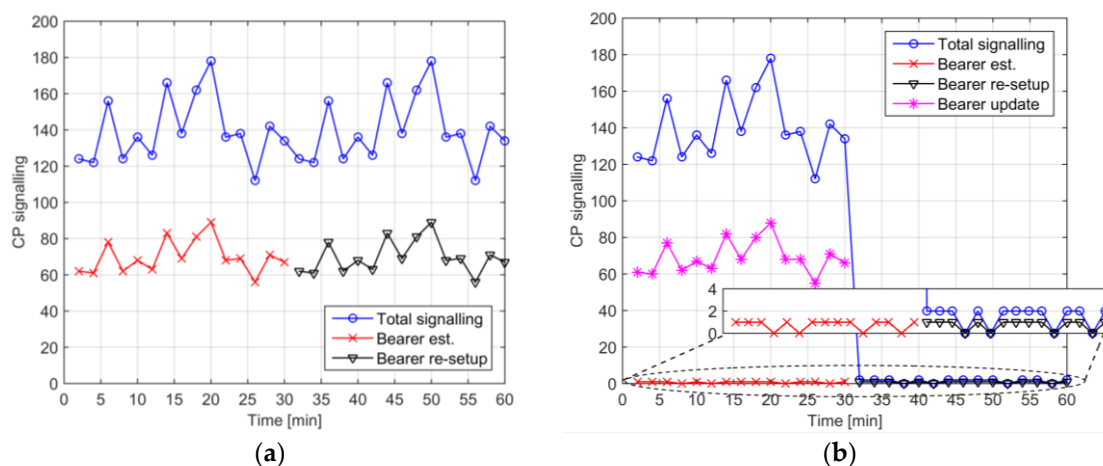 200
180
160
140
120
100
80
60
40
20
0
CP signalling
Total signalling
Bearer est.
Bearer re-setup
0 5 10 15 20 25 30 35 40 45 50 55 60
Time [min]
(a)
200
180
160
140
120
100
80
60
40
20
0
CP signalling
Total signalling
Bearer est.
Bearer re-setup
Bearer update
4
2
0
0 5 10 15 20 25 30 35 40 45 50 55 60
Time [min]
(b)